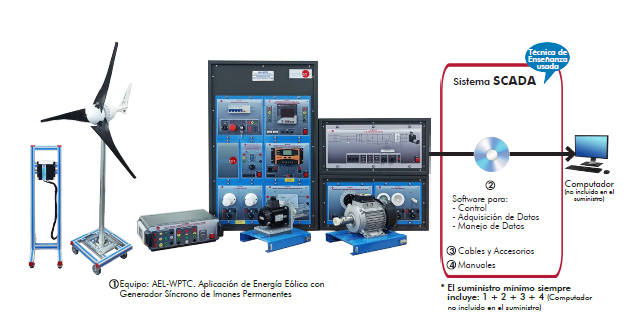 Técnica de
Enseñanza
usada
Sistema SCADA
②
Software para:
- Control
- Adquisición de Datos
- Manejo de Datos
③ Cables y Accesorios
④ Manuales
Computador
(no incluido en el
suministro)
① Equipo: AEL-WPTC. Aplicación de Energía Eólica con
Generador Síncrono de Imanes Permanentes
* El suministro mínimo siempre
incluye: 1 + 2 + 3 + 4 (Computador
no incluido en el suministro)